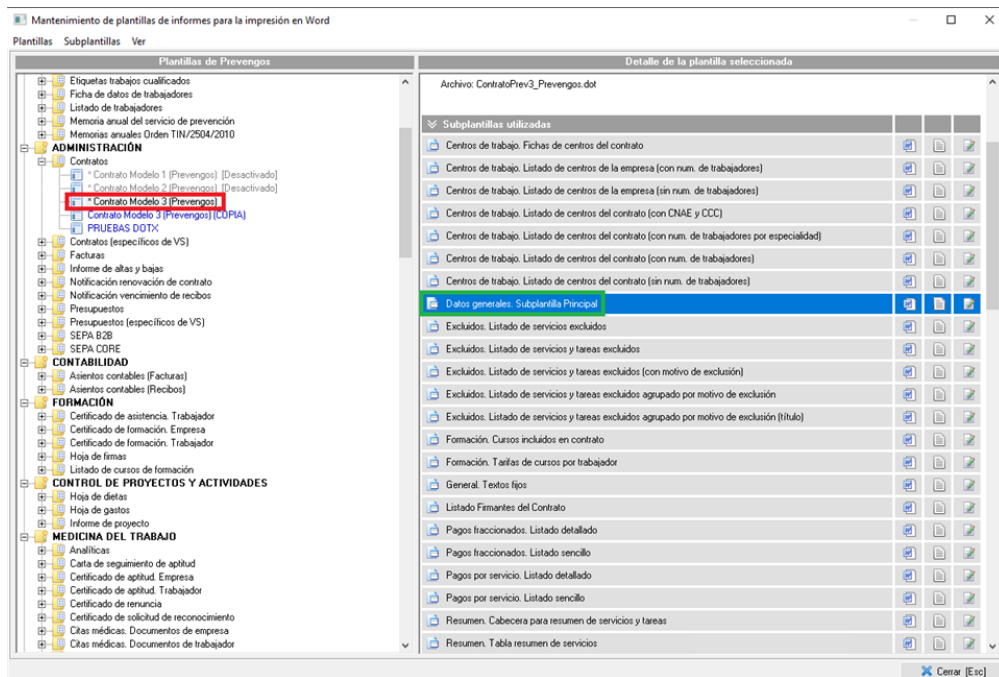 Mantenimiento de plantillas de informes para la impresión en Word
Plantillas Subplantillas Ver
Plantillas de Prevengos
Etiquetas trabajos cualificados
Ficha de datos de trabajadores
Listado de trabajadores
Memoria anual del servicio de prevención
Memorias anuales Orden TIN/2504/2010
ADMINISTRACIÓN
Contratos
* Contrato Modelo 1 (Prevengos) [Desactivado]
* Contrato Modelo 2 (Prevengos) [Desactivado]
* Contrato Modelo 3 (Prevengos)
Contrato Modelo 3 (Prevengos) (COPIA)
PRUEBAS DOTX
Contratos (específicos de VS)
Facturas
Informe de altas y bajas
Notificación renovación de contrato
Notificación vencimiento de recibos
Presupuestos
Presupuestos (específicos de VS)
SEPA B2B
SEPA CORE
CONTABILIDAD
Asientos contables (Facturas)
Asientos contables (Recibos)
FORMACIÓN
Certificado de asistencia. Trabajador
Certificado de formación. Empresa
Certificado de formación. Trabajador
Hoja de firmas
Listado de cursos de formación
CONTROL DE PROYECTOS Y ACTIVIDADES
Hoja de dietas
Hoja de gastos
Informe de proyecto
MEDICINA DEL TRABAJO
Analíticas
Carta de seguimiento de aptitud
Certificado de aptitud. Empresa
Certificado de aptitud. Trabajador
Certificado de renuncia
Certificado de solicitud de reconocimiento
Citas médicas. Documentos de empresa
Citas médicas. Documentos de trabajador
Detalle de la plantilla seleccionada
Archivo: ContratoPrev3_Prevengos.dot
Subplantillas utilizadas
Centros de trabajo. Fichas de centros del contrato
Centros de trabajo. Listado de centros de la empresa (con num. de trabajadores)
Centros de trabajo. Listado de centros de la empresa (sin num. de trabajadores)
Centros de trabajo. Listado de centros del contrato (con CNAE y CCC)
Centros de trabajo. Listado de centros del contrato (con num. de trabajadores por especialidad)
Centros de trabajo. Listado de centros del contrato (con num. de trabajadores)
Centros de trabajo. Listado de centros del contrato (sin num. de trabajadores)
Datos generales. Subplantilla Principal
Excluidos. Listado de servicios excluidos
Excluidos. Listado de servicios y tareas excluidos
Excluidos. Listado de servicios y tareas excluidos (con motivo de exclusión)
Excluidos. Listado de servicios y tareas excluidos agrupado por motivo de exclusión
Excluidos. Listado de servicios y tareas excluidos agrupado por motivo de exclusión (título)
Formación. Cursos incluidos en contrato
Formación. Tarifas de cursos por trabajador
General. Textos fijos
Listado Firmantes del Contrato
Pagos fraccionados. Listado detallado
Pagos fraccionados. Listado sencillo
Pagos por servicio. Listado detallado
Pagos por servicio. Listado sencillo
Resumen. Cabecera para resumen de servicios y tareas
Resumen. Tabla resumen de servicios
Cerrar [Esc]